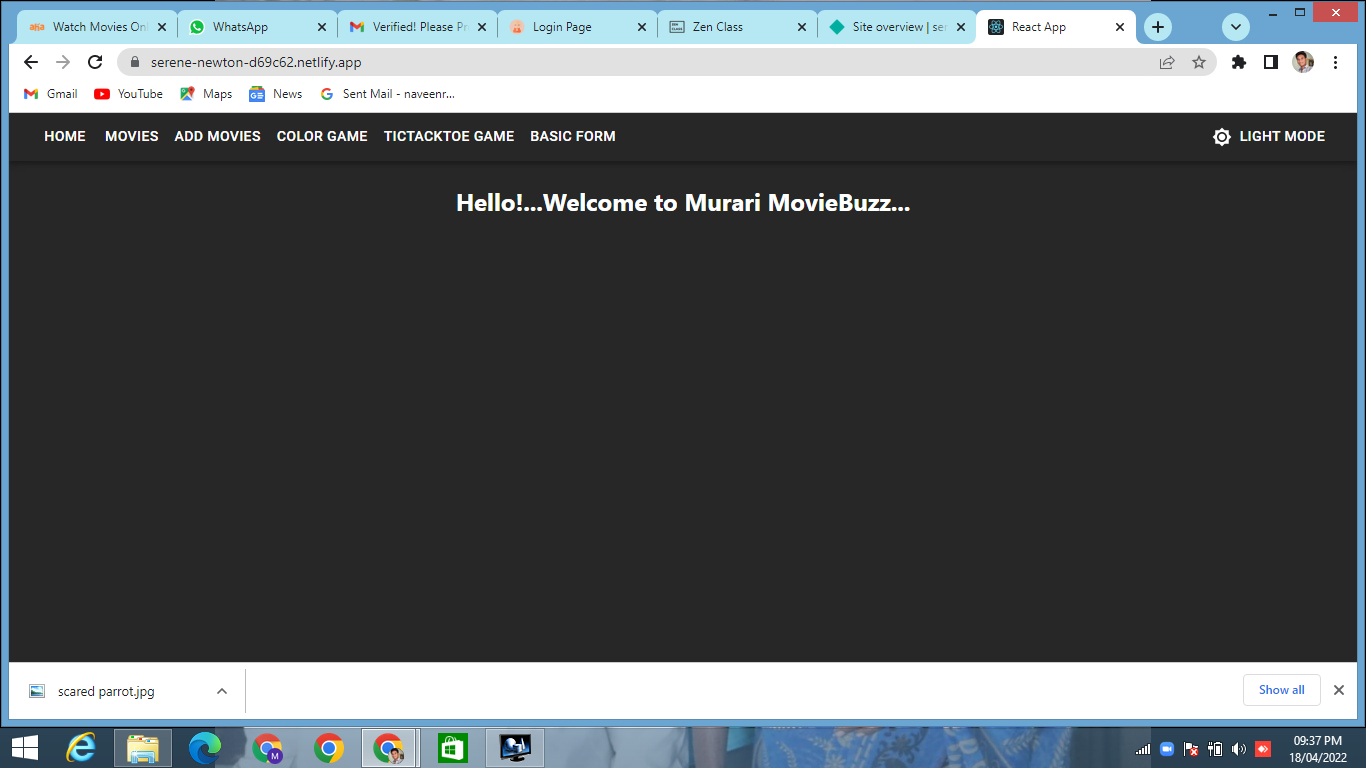 Watch Movies Onl
WhatsApp
Verified! Please Pr
Login Page
Zen Class
Site overview | ser
React App
serene-newton-d69c62.netlify.app
Gmail
YouTube
Maps
News
Sent Mail - naveenr...
HOME MOVIES ADD MOVIES COLOR GAME TICTACKTOE GAME BASIC FORM LIGHT MODE
Hello!...Welcome to Murari MovieBuzz...
scared parrot.jpg
Show all
M
09:37 PM
18/04/2022